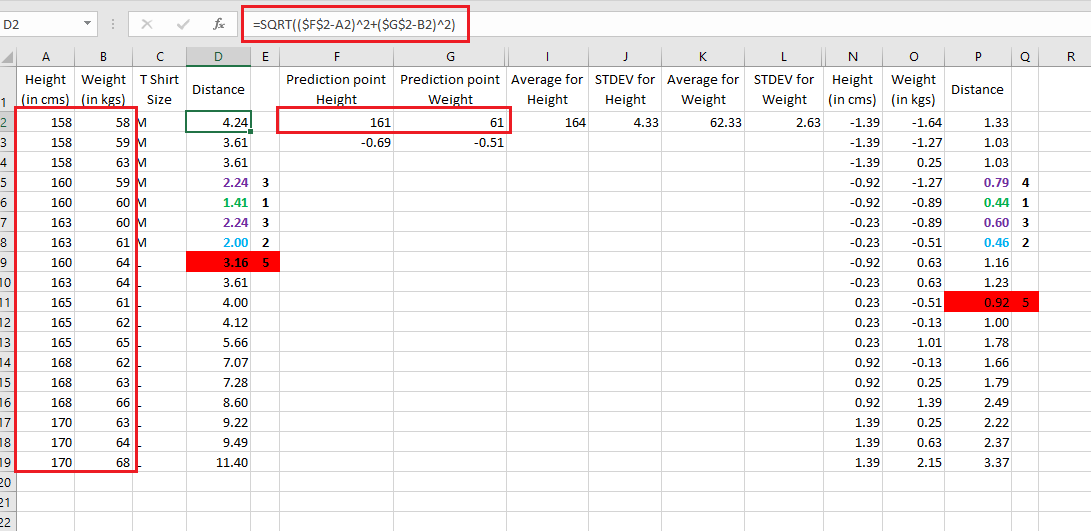 D2 fx =SQRT(($F$2-A2)^2+($G$2-B2)^2)
A B C D E F G I J K L N O P Q R
Height Weight T Shirt Prediction point Prediction point Average for STDEV for Average for STDEV for Height Weight
1 (in cms) (in kgs) Size Distance Height Weight Height Height Weight Weight (in cms) (in kgs) Distance
2 158 58 M 4.24 161 61 164 4.33 62.33 2.63 -1.39 -1.64 1.33
3 158 59 M 3.61 -0.69 -0.51 -1.39 -1.27 1.03
4 158 63 M 3.61 -1.39 0.25 1.03
5 160 59 M 2.24 3 -0.92 -1.27 0.79 4
6 160 60 M 1.41 1 -0.92 -0.89 0.44 1
7 163 60 M 2.24 3 -0.23 -0.89 0.60 3
8 163 61 M 2.00 2 -0.23 -0.51 0.46 2
9 160 64 L 3.16 5 -0.92 0.63 1.16
10 163 64 L 3.61 -0.23 0.63 1.23
11 165 61 L 4.00 0.23 -0.51 0.92 5
12 165 62 L 4.12 0.23 -0.13 1.00
13 165 65 L 5.66 0.23 1.01 1.78
14 168 62 L 7.07 0.92 -0.13 1.66
15 168 63 L 7.28 0.92 0.25 1.79
16 168 66 L 8.60 0.92 1.39 2.49
17 170 63 L 9.22 1.39 0.25 2.22
18 170 64 L 9.49 1.39 0.63 2.37
19 170 68 L 11.40 1.39 2.15 3.37
20
21
22